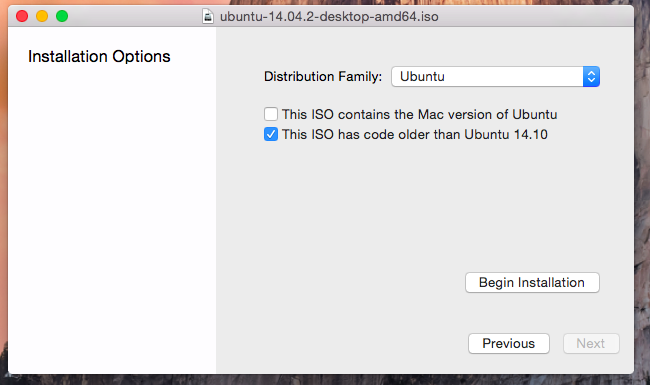 ubuntu-14.04.2-desktop-amd64.iso
Installation Options
Distribution Family: Ubuntu
This ISO contains the Mac version of Ubuntu
This ISO has code older than Ubuntu 14.10
Begin Installation
Previous Next